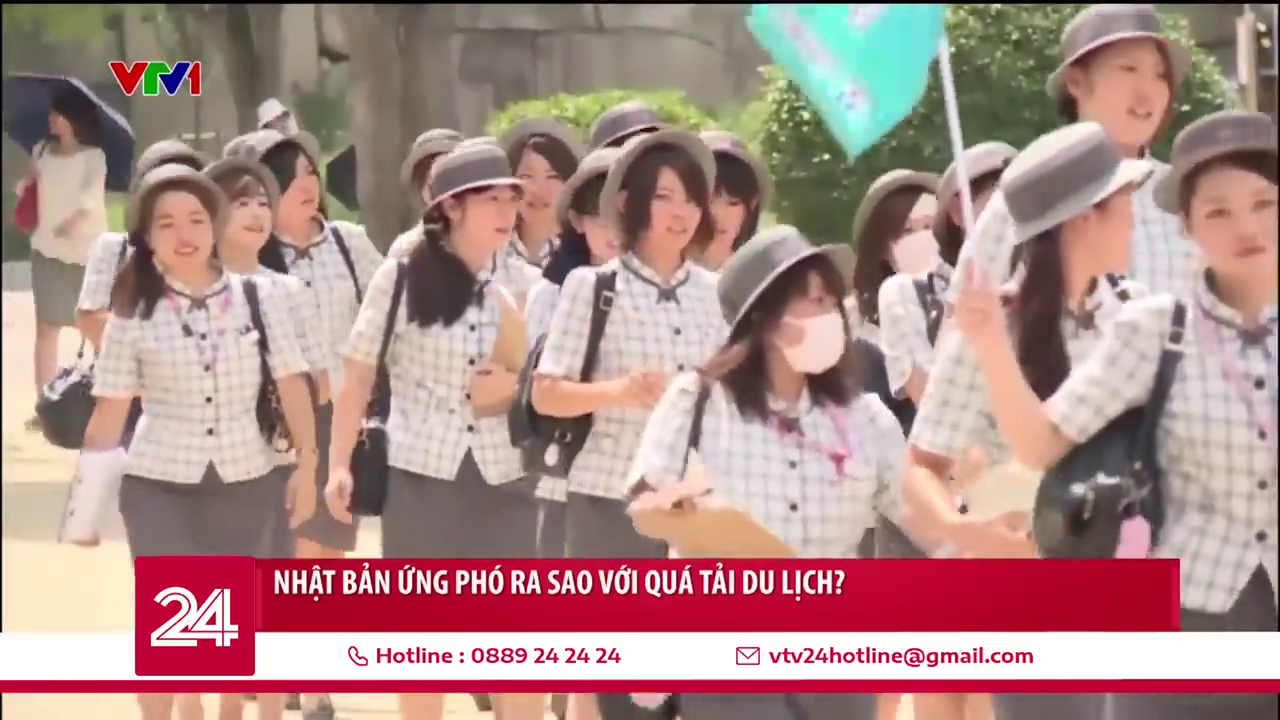 VTV1
NHẬT BẢN ỨNG PHÓ RA SAO VỚI QUÁ TẢI DU LỊCH?
24
Hotline : 0889 24 24 24
vtv24hotline@gmail.com